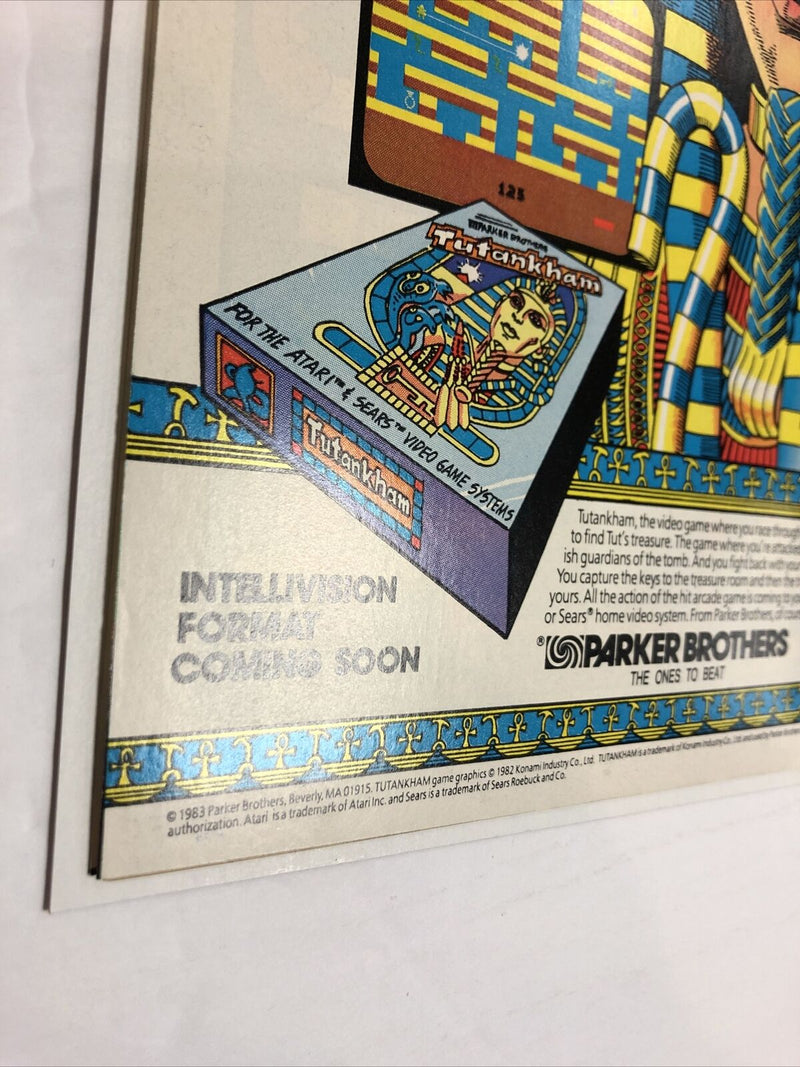 125
PARKER BROTHERS
Tutankham
FOR THE ATARI™ & SEARS™ VIDEO GAME SYSTEMS
Tutankham
INTELLIVISION
FORMAT
COMING SOON
Tutankham, the video game where you race through
to find Tut's treasure. The game where you're attacked
ish guardians of the tomb. And you fight back with your
You capture the keys to the treasure room and then the
yours. All the action of the hit arcade game is coming to
or Sears® home video system. From Parker Brothers, of
® PARKER BROTHERS
THE ONES TO BEAT
© 1983 Parker Brothers, Beverly, MA 01915. TUTANKHAM game graphics © 1982 Konami Industry Co., Ltd. TUTANKHAM is a trademark of Konami Industry Co., Ltd. and used by Parker
authorization. Atari is a trademark of Atari Inc. and Sears is a trademark of Sears Roebuck and Co.